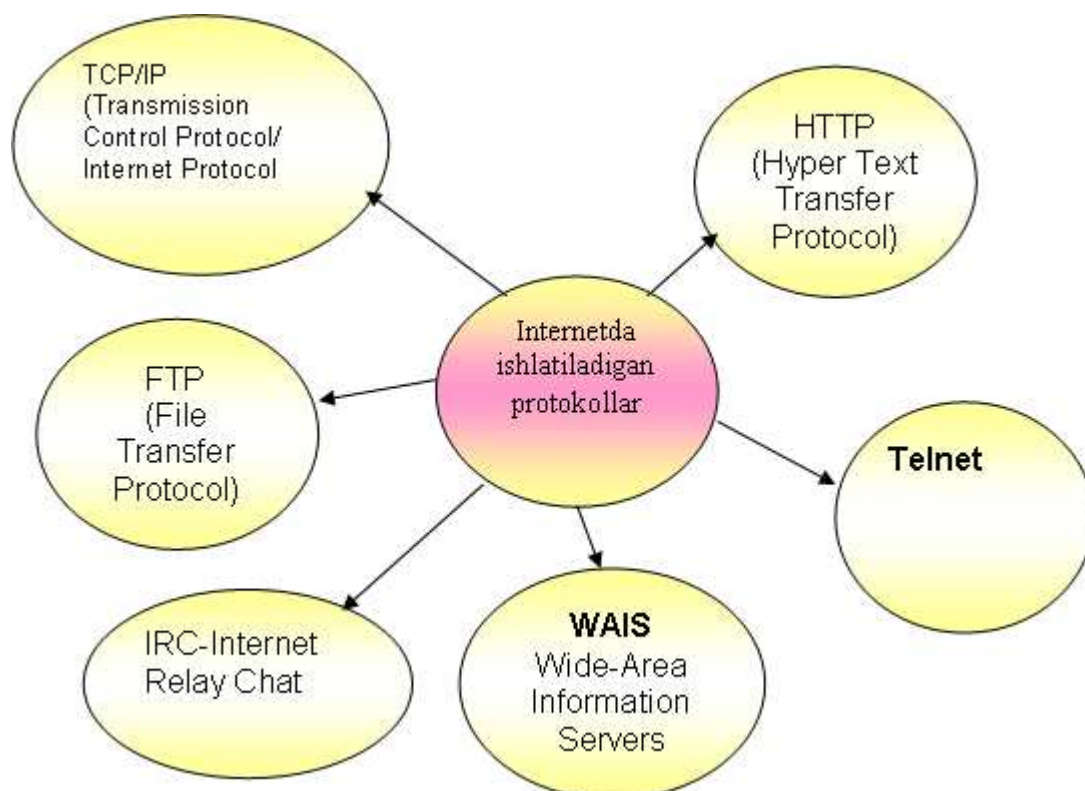 TCP/IP
(Transmission
Control Protocol/
Internet Protocol
HTTP
(Hyper Text
Transfer
Protocol)
Internetda
ishlatiladigan
protokollar
FTP
(File
Transfer
Protocol)
Telnet
IRC-Internet
Relay Chat
WAIS
Wide-Area
Information
Servers